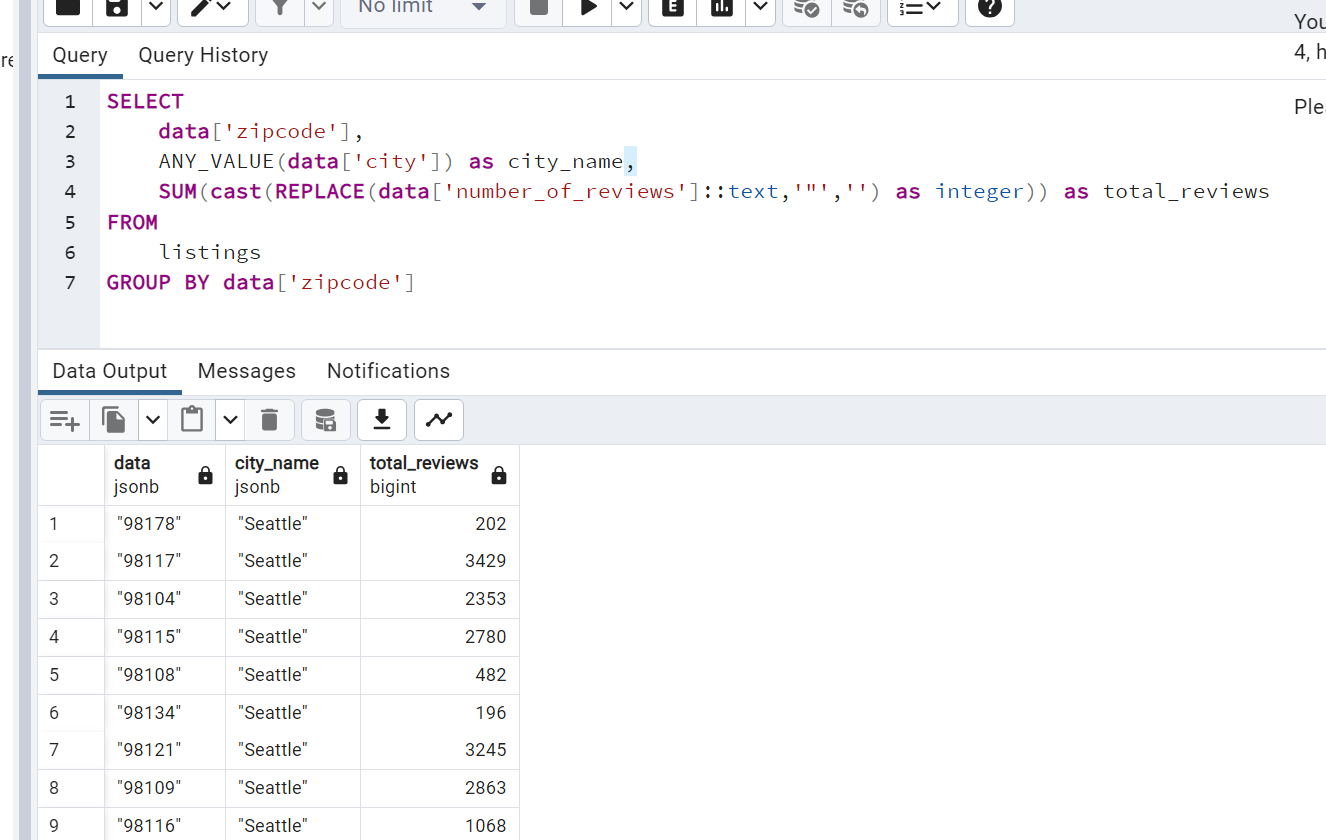 No limit
E
?
You
4, h
re
Query Query History
Ple
1 SELECT
2 data['zipcode'],
3 ANY_VALUE(data['city']) as city_name,
4 SUM(cast(REPLACE(data['number_of_reviews']::text,'"','') as integer)) as total_reviews
5 FROM
6 listings
7 GROUP BY data['zipcode']
Data Output Messages Notifications
data city_name total_reviews
jsonb jsonb bigint
1 "98178" "Seattle" 202
2 "98117" "Seattle" 3429
3 "98104" "Seattle" 2353
4 "98115" "Seattle" 2780
5 "98108" "Seattle" 482
6 "98134" "Seattle" 196
7 "98121" "Seattle" 3245
8 "98109" "Seattle" 2863
9 "98116" "Seattle" 1068